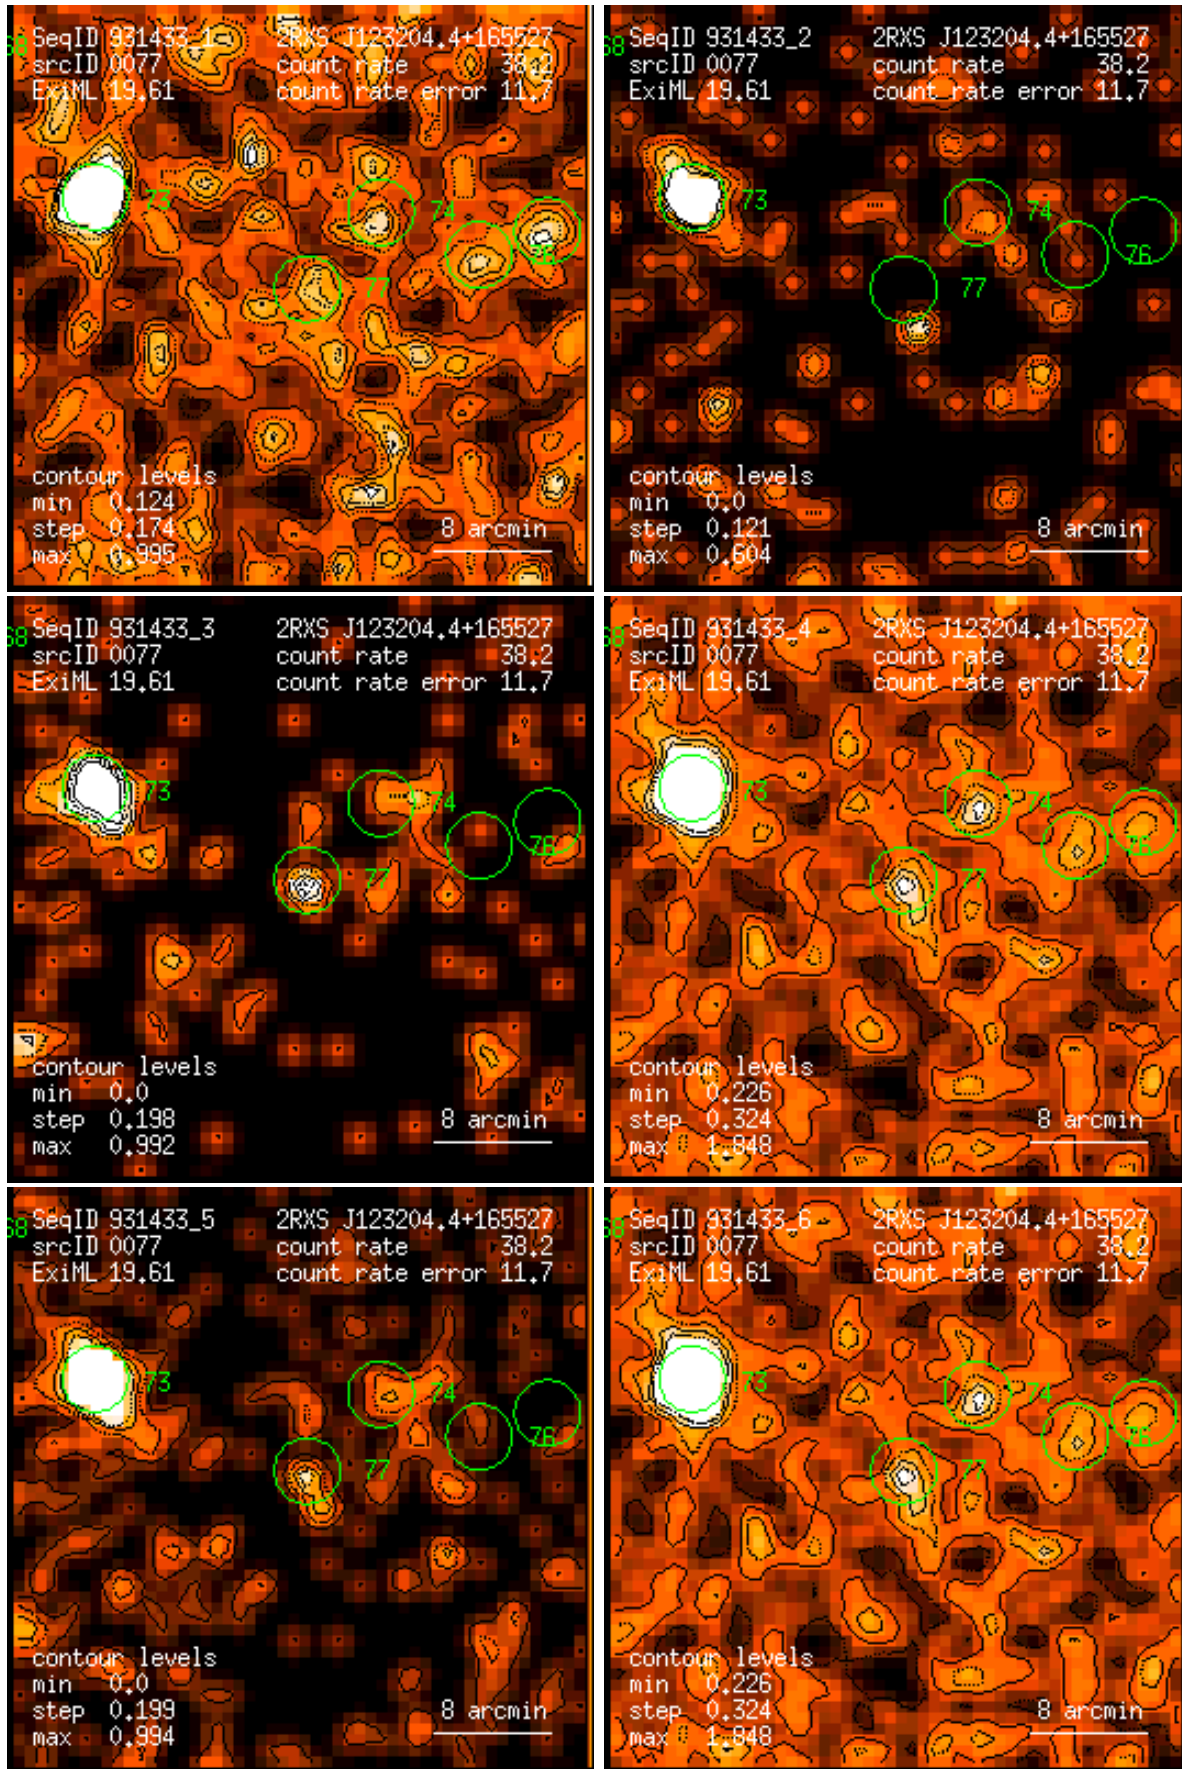 SeqID 931433_1 2RXS J123204.4+165527
68
srcID 0077 count rate 38.2
ExiML 19.61 count rate error 11.7
73
74
76
77
contour levels
min 0.124
step 0.174 8 arcmin
max 0.995
SeqID 931433_2 2RXS J123204.4+165527
68
srcID 0077 count rate 38.2
ExiML 19.61 count rate error 11.7
73
74
76
77
contour levels
min 0.0
step 0.121 8 arcmin
max 0.604
SeqID 931433_3 2RXS J123204.4+165527
68
srcID 0077 count rate 38.2
ExiML 19.61 count rate error 11.7
73
74
76
77
contour levels
min 0.0
step 0.198 8 arcmin
max 0.992
SeqID 931433_4 2RXS J123204.4+165527
68
srcID 0077 count rate 38.2
ExiML 19.61 count rate error 11.7
73
74
76
77
contour levels
min 0.226
step 0.324 8 arcmin
max 1.848
SeqID 931433_5 2RXS J123204.4+165527
68
srcID 0077 count rate 38.2
ExiML 19.61 count rate error 11.7
73
74
76
77
contour levels
min 0.0
step 0.199 8 arcmin
max 0.994
SeqID 931433_6 2RXS J123204.4+165527
68
srcID 0077 count rate 38.2
ExiML 19.61 count rate error 11.7
73
74
76
77
contour levels
min 0.226
step 0.324 8 arcmin
max 1.848